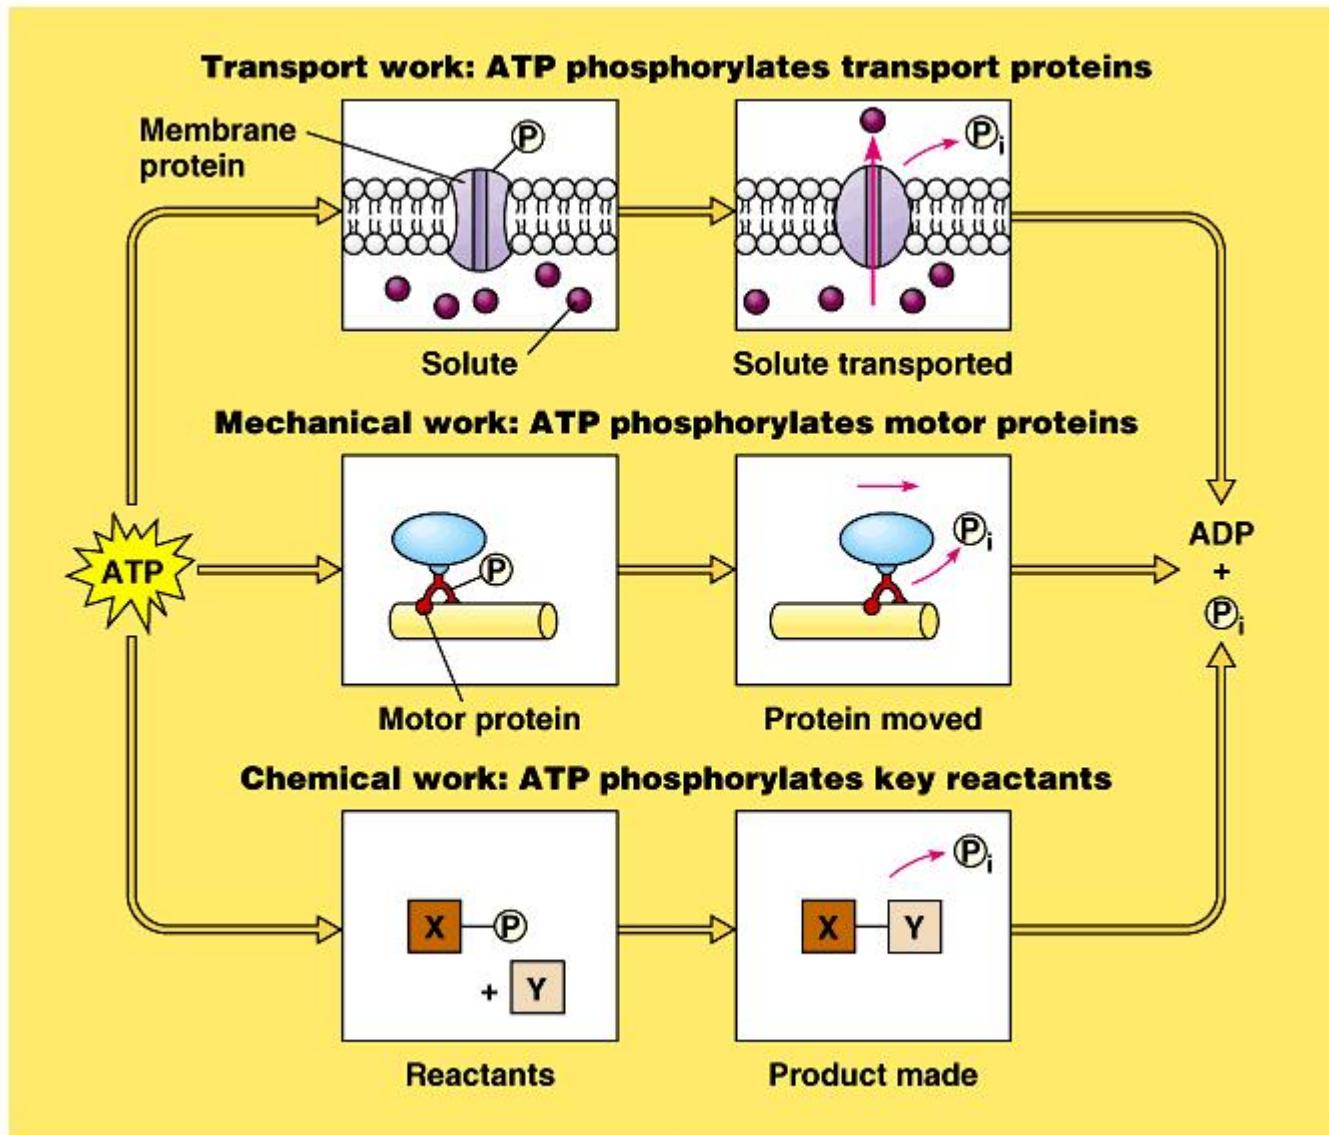 Transport work: ATP phosphorylates transport proteins
Membrane
protein
P
Pi
Solute
Solute transported
Mechanical work: ATP phosphorylates motor proteins
ATP
P
Pi
ADP
+
Pi
Motor protein
Protein moved
Chemical work: ATP phosphorylates key reactants
X
P
+ Y
X
Y
Pi
Reactants
Product made